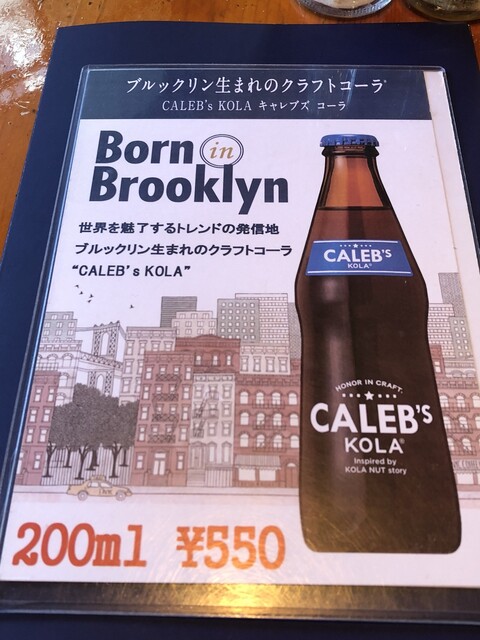 ブルックリン生まれのクラフトコーラ®
CALEB's KOLA キャレブズ コーラ
Born in
Brooklyn
世界を魅了するトレンドの発信地
ブルックリン生まれのクラフトコーラ
"CALEB's KOLA"
CALEB'S
KOLA®
HONOR IN CRAFT.
CALEB'S
KOLA®
Inspired by
KOLA NUT story
200ml ¥550